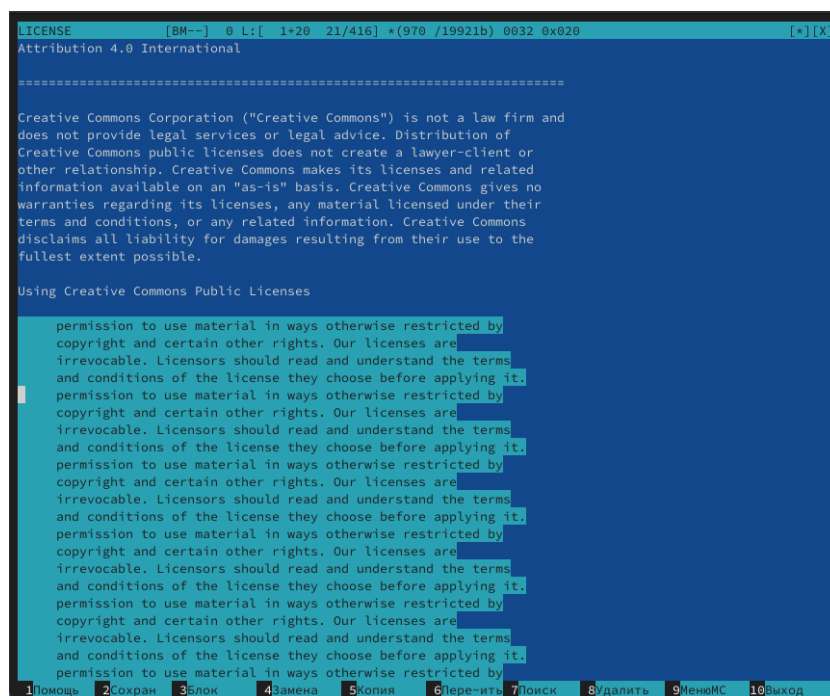 LICENSE [BM--] 0 L:[ 1+20 21/416] *(970 /19921b) 0032 0x020 [*][X]
Attribution 4.0 International
=======================================================================
Creative Commons Corporation ("Creative Commons") is not a law firm and
does not provide legal services or legal advice. Distribution of
Creative Commons public licenses does not create a lawyer-client or
other relationship. Creative Commons makes its licenses and related
information available on an "as-is" basis. Creative Commons gives no
warranties regarding its licenses, any material licensed under their
terms and conditions, or any related information. Creative Commons
disclaims all liability for damages resulting from their use to the
fullest extent possible.
Using Creative Commons Public Licenses
permission to use material in ways otherwise restricted by
copyright and certain other rights. Our licenses are
irrevocable. Licensors should read and understand the terms
and conditions of the license they choose before applying it.
permission to use material in ways otherwise restricted by
copyright and certain other rights. Our licenses are
irrevocable. Licensors should read and understand the terms
and conditions of the license they choose before applying it.
permission to use material in ways otherwise restricted by
copyright and certain other rights. Our licenses are
irrevocable. Licensors should read and understand the terms
and conditions of the license they choose before applying it.
permission to use material in ways otherwise restricted by
copyright and certain other rights. Our licenses are
irrevocable. Licensors should read and understand the terms
and conditions of the license they choose before applying it.
permission to use material in ways otherwise restricted by
copyright and certain other rights. Our licenses are
irrevocable. Licensors should read and understand the terms
and conditions of the license they choose before applying it.
permission to use material in ways otherwise restricted by
1Помощь 2Сохран 3Блок 4Замена 5Копия 6Пере~ить 7Поиск 8Удалить 9МенюMC 10Выход